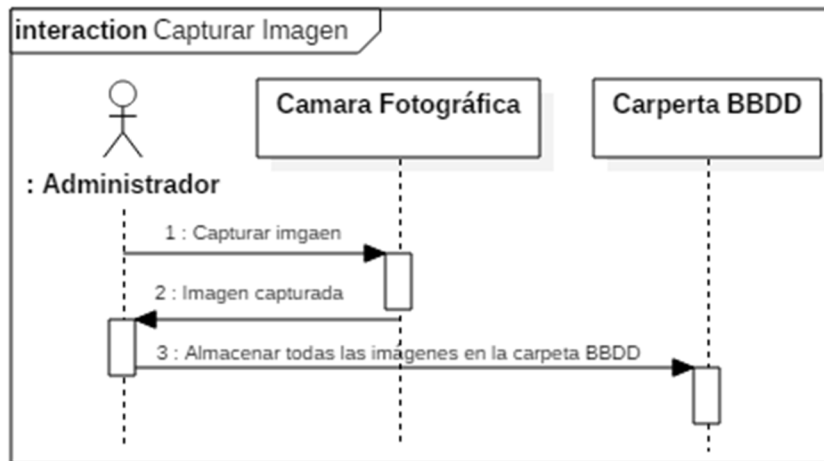 interaction Capturar Imagen
Camara Fotográfica
Carperta BBDD
: Administrador
1 : Capturar imgaen
2 : Imagen capturada
3 : Almacenar todas las imágenes en la carpeta BBDD